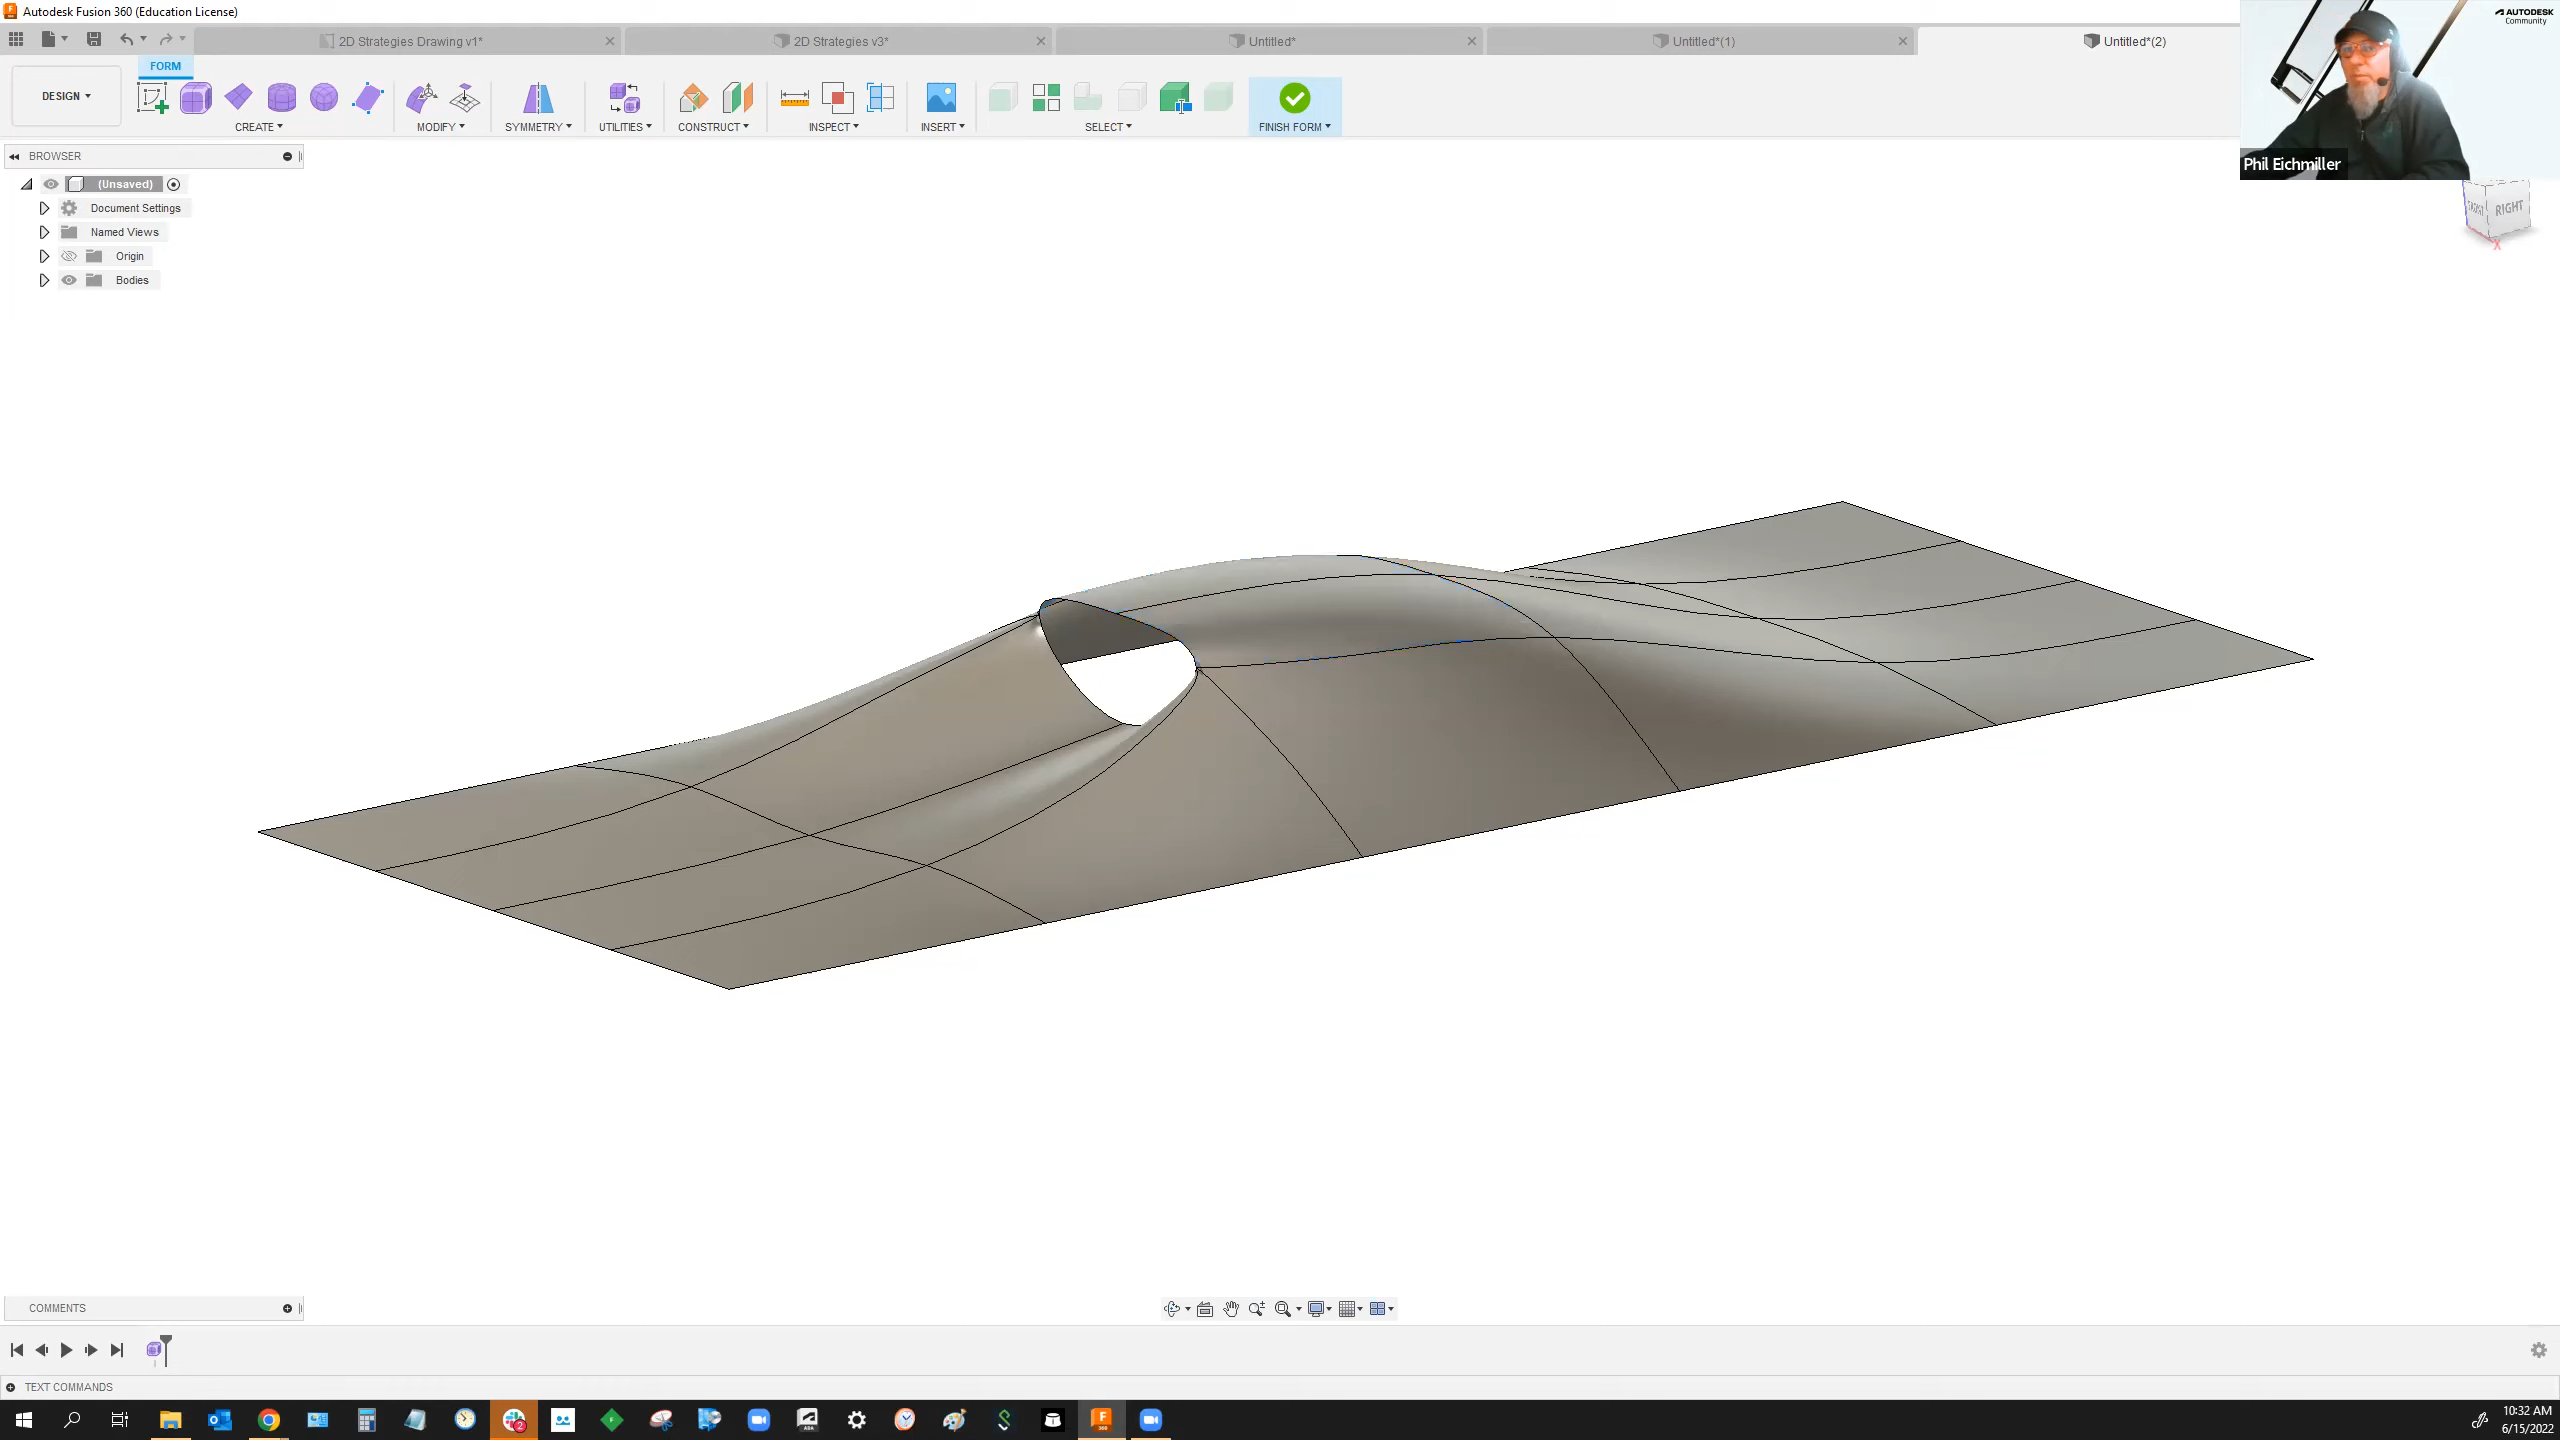 Autodesk Fusion 360 (Education License)
2D Strategies Drawing v1*
2D Strategies v3*
Untitled*
Untitled*(1)
Untitled*(2)
AUTODESK
Community
Phil Eichmiller
FORM
DESIGN
CREATE
MODIFY
SYMMETRY
UTILITIES
CONSTRUCT
INSPECT
INSERT
SELECT
FINISH FORM
BROWSER
(Unsaved)
Document Settings
Named Views
Origin
Bodies
FRONT
RIGHT
X
COMMENTS
TEXT COMMANDS
10:32 AM
6/15/2022